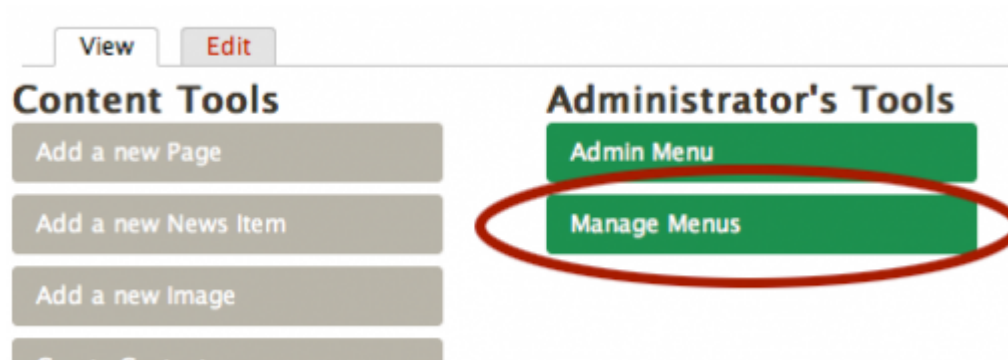 View Edit
Content Tools
Add a new Page
Add a new News Item
Add a new Image
Administrator's Tools
Admin Menu
Manage Menus